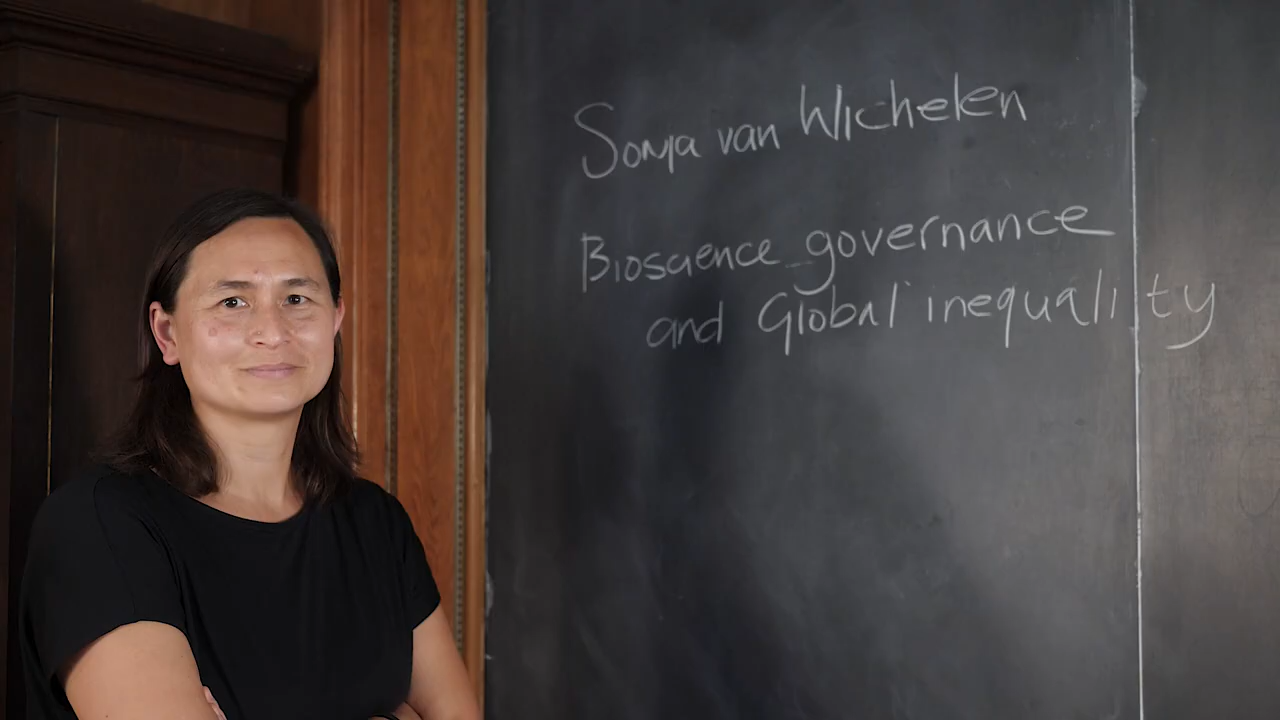 Sonja van Wichelen
Bioscience governance
and Global inequality